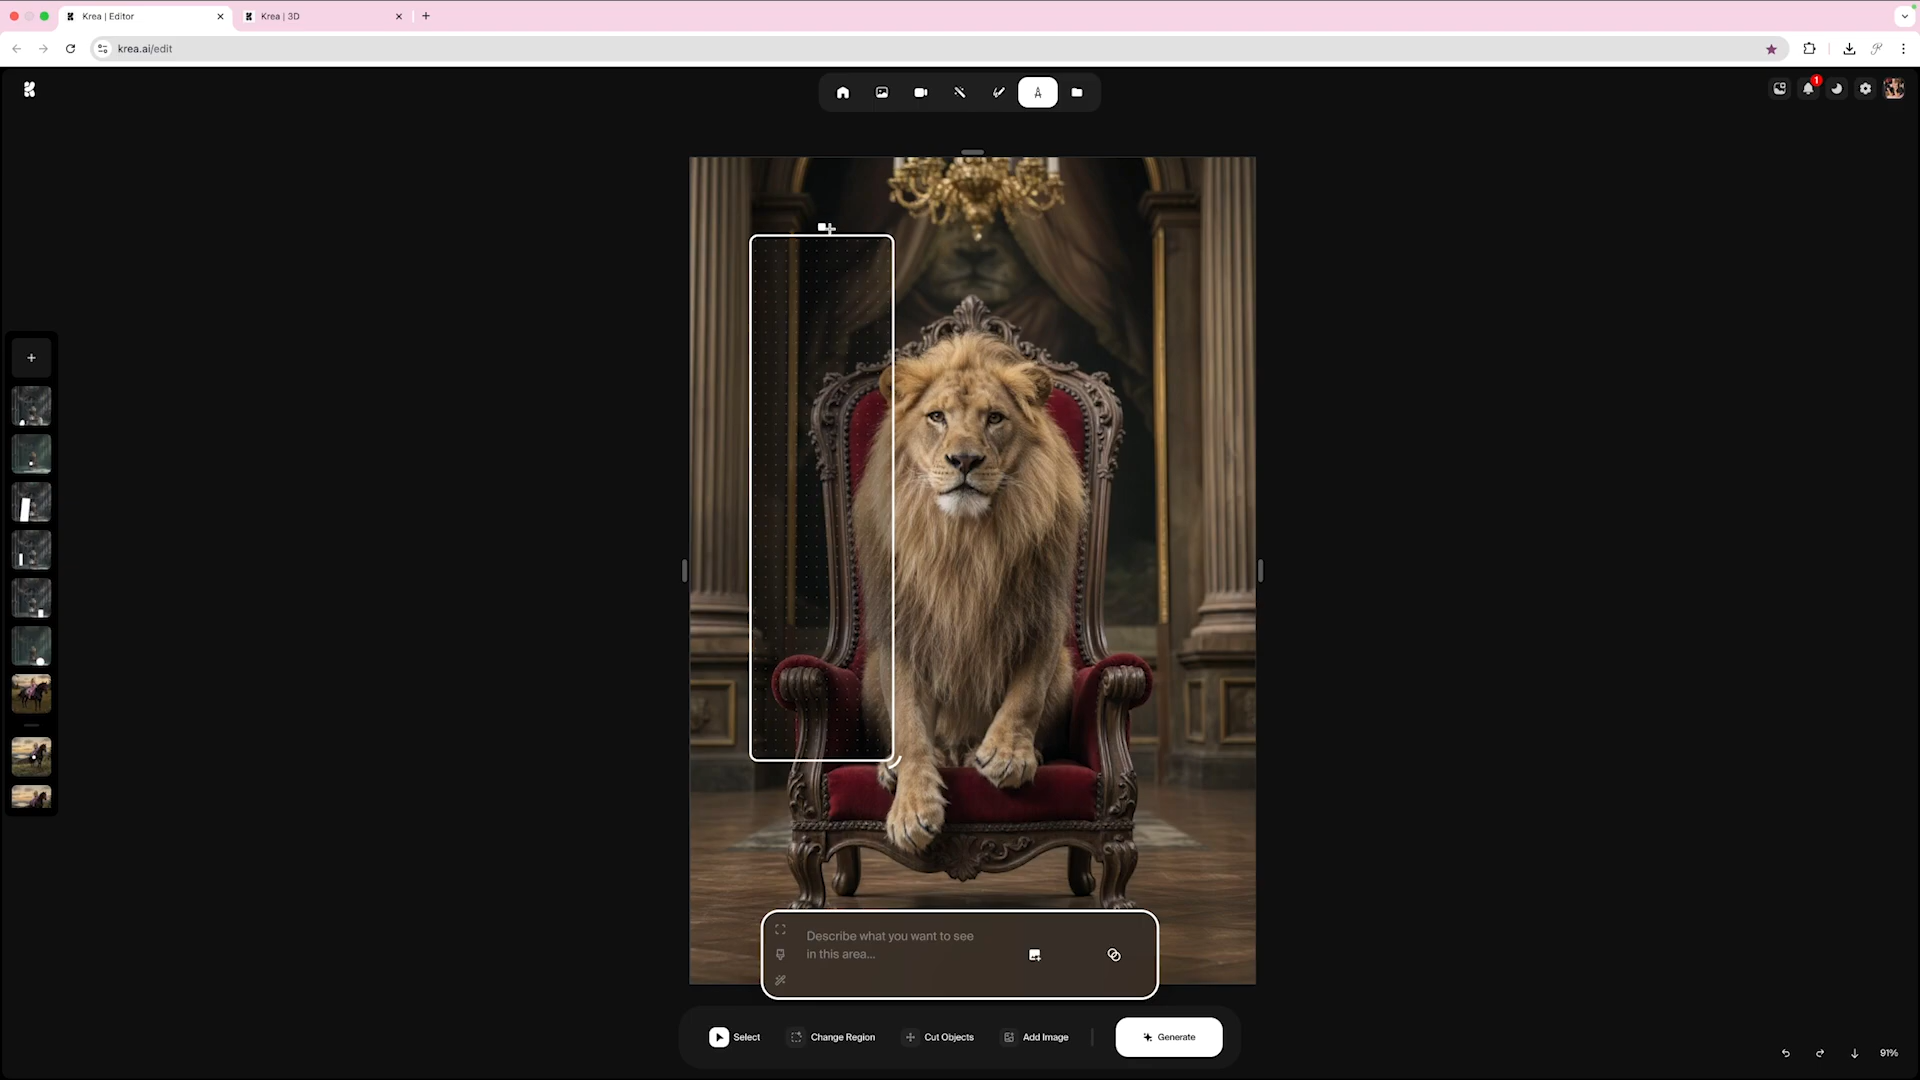 Krea | Editor
Krea | 3D
krea.ai/edit
1
Describe what you want to see
in this area...
Select
Change Region
Cut Objects
Add Image
Generate
91%